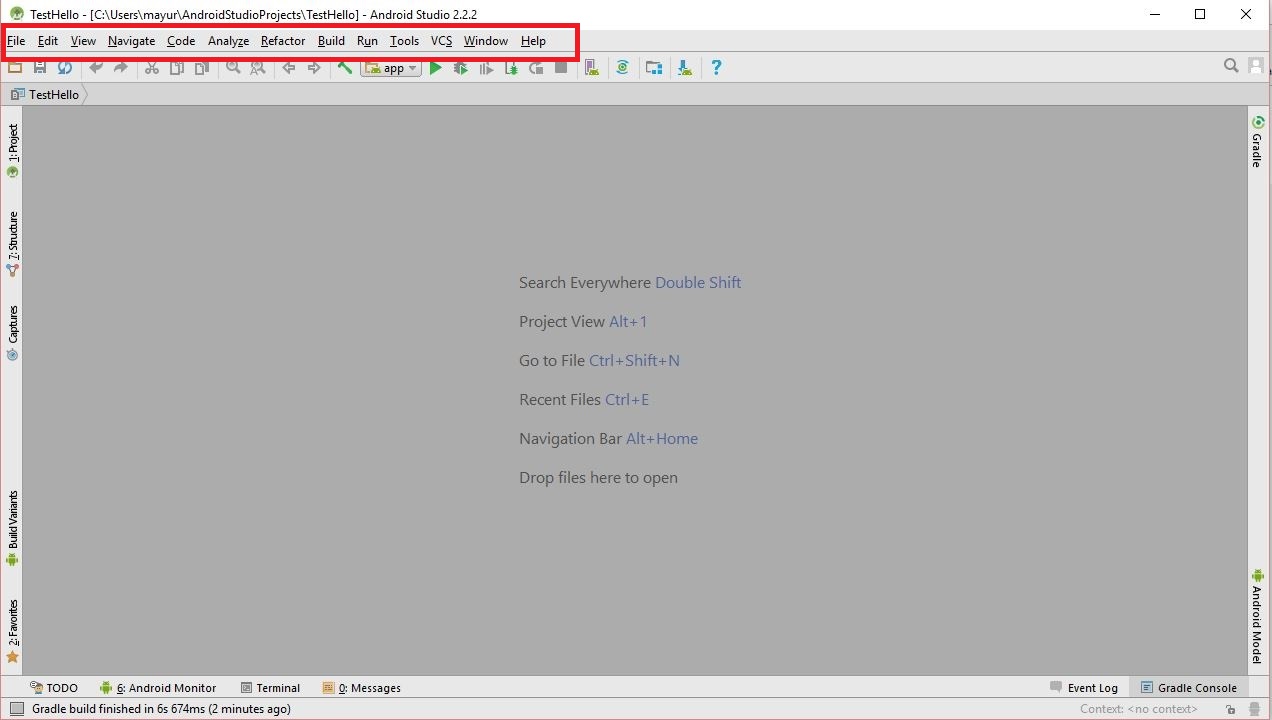 TestHello - [C:\Users\mayur\AndroidStudioProjects\TestHello] - Android Studio 2.2.2
File Edit View Navigate Code Analyze Refactor Build Run Tools VCS Window Help
app
TestHello
1: Project
7: Structure
Captures
Build Variants
2: Favorites
Search Everywhere Double Shift
Project View Alt+1
Go to File Ctrl+Shift+N
Recent Files Ctrl+E
Navigation Bar Alt+Home
Drop files here to open
Gradle
Android Model
TODO 6: Android Monitor Terminal 0: Messages Event Log Gradle Console
Gradle build finished in 6s 674ms (2 minutes ago) Context: <no context>